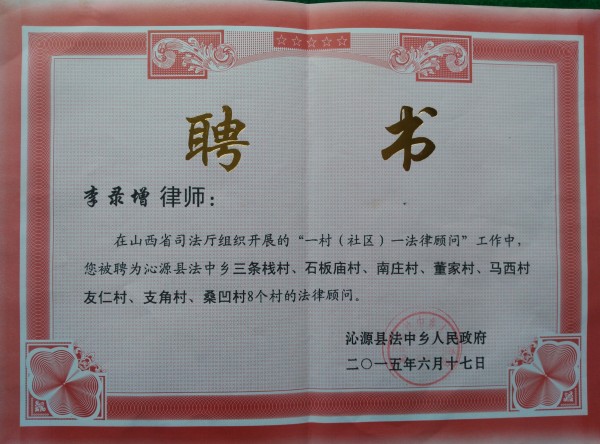 聘书
李录增律师：
在山西省司法厅组织开展的“一村（社区）一法律顾问”工作中，
您被聘为沁源县法中乡三条栈村、石板庙村、南庄村、董家村、马西村
友仁村、支角村、桑凹村8个村的法律顾问。
沁源县法中乡人民政府
二〇一五年六月十七日